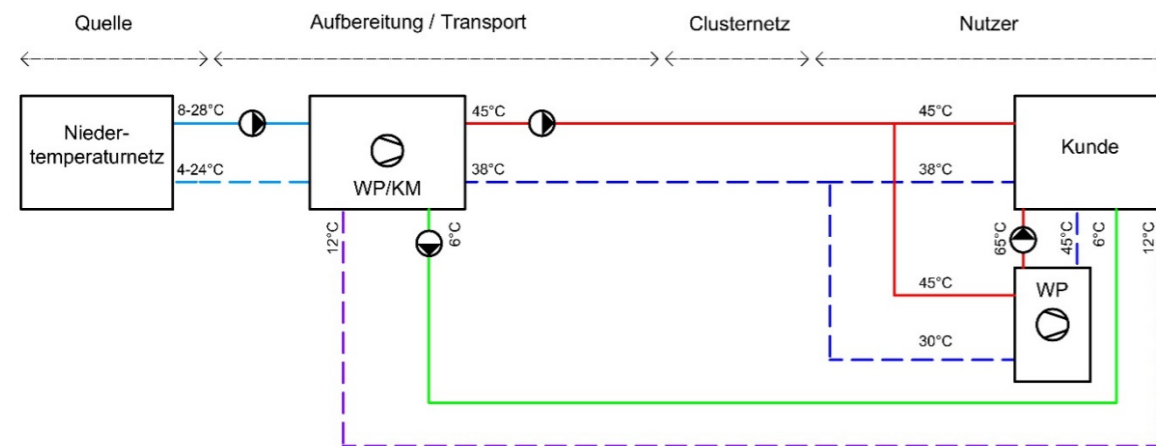 Quelle
Aufbereitung / Transport
Clusternetz
Nutzer
8-28°C
45°C
45°C
Nieder-
temperaturnetz
Kunde
4-24°C
WP/KM
38°C
38°C
12°C
6°C
65°C
45°C
6°C
12°C
45°C
WP
30°C